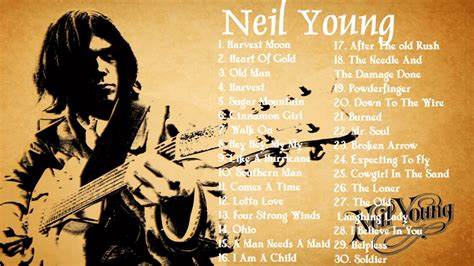 Neil Young
1. Harvest Moon
2. Heart Of Gold
3. Old Man
4. Harvest
5. Sugar Mountain
6. Cinnamon Girl
7. Walk On
8. Hey Hey, My My
9. Like A Hurricane
10. Southern Man
11. Comes A Time
12. Lotta Love
13. Four Strong Winds
14. Ohio
15. A Man Needs A Maid
16. I Am A Child
17. After The old Rush
18. The Needle And
The Damage Done
19. Powderfinger
20. Down To The Wire
21. Burned
22. Mr. Soul
23. Broken Arrow
24. Expecting To Fly
25. Cowgirl In The Sand
26. The Loner
27. The Old
Laughing Lady
28. I Believe In You
29. Helpless
30. Soldier
Neil Young